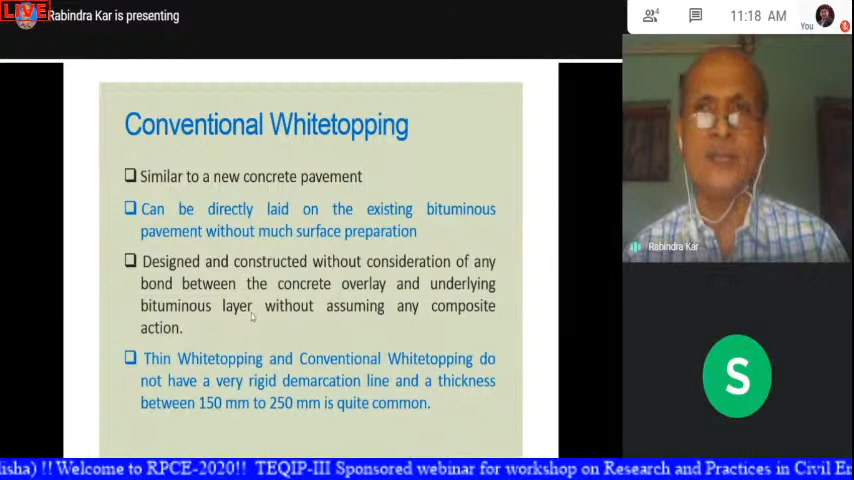 LIVE
Rabindra Kar is presenting
4
11:18 AM
You
Conventional Whitetopping
Similar to a new concrete pavement
Can be directly laid on the existing bituminous
pavement without much surface preparation
Designed and constructed without consideration of any
bond between the concrete overlay and underlying
bituminous layer without assuming any composite
action.
Thin Whitetopping and Conventional Whitetopping do
not have a very rigid demarcation line and a thickness
between 150 mm to 250 mm is quite common.
Rabindra Kar
S
isha) !! Welcome to RPCE-2020!! TEQIP-III Sponsored webinar for workshop on Research and Practices in Civil E